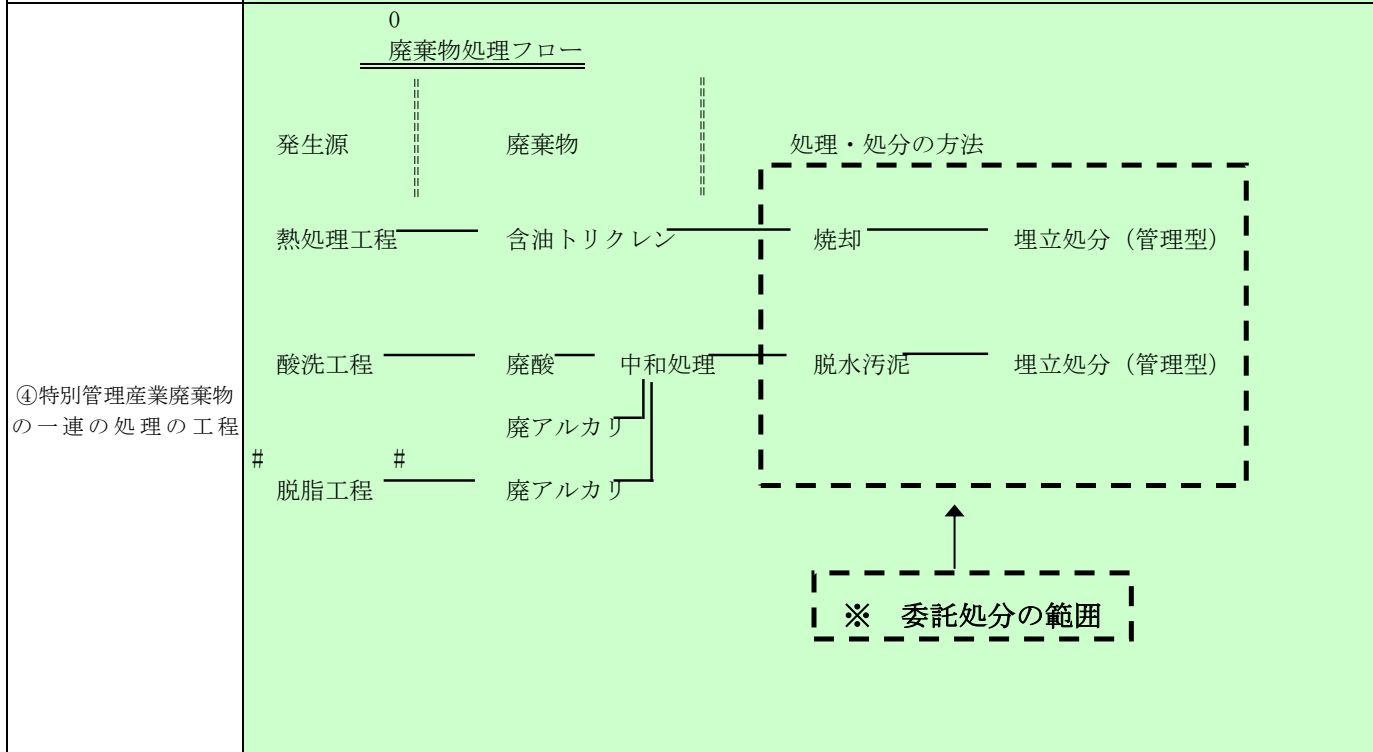 ④特別管理産業廃棄物
の一連の処理の工程
0
廃棄物処理フロー
発生源 廃棄物 処理・処分の方法
熱処理工程 含油トリクレン 焼却 埋立処分（管理型）
酸洗工程 廃酸 中和処理 脱水汚泥 埋立処分（管理型）
廃アルカリ
# #
脱脂工程 廃アルカリ
※ 委託処分の範囲